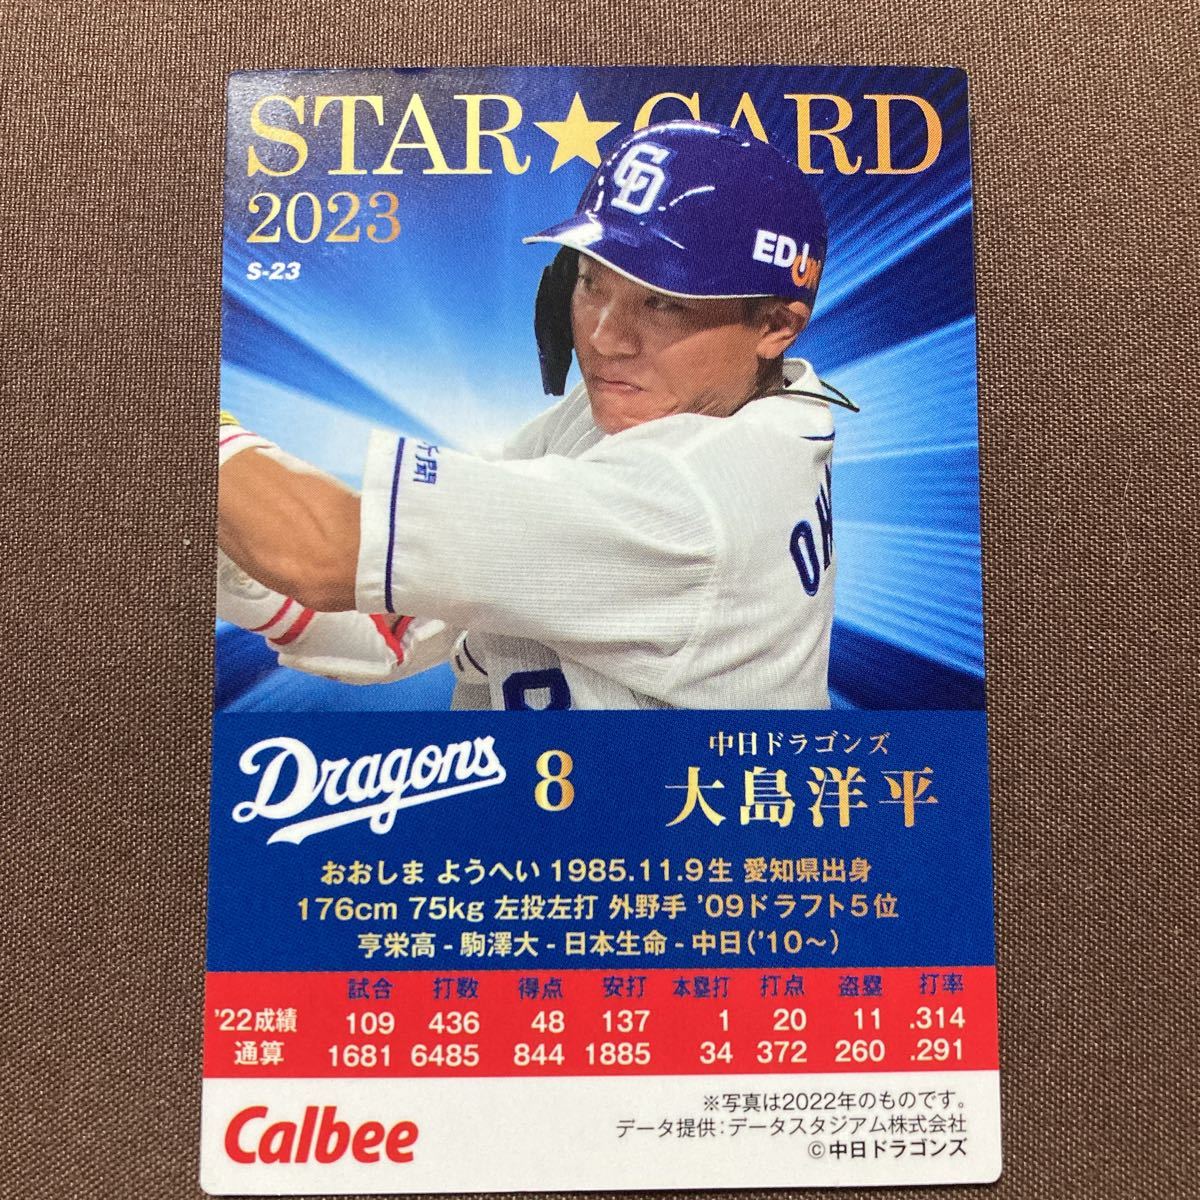 STAR★CARD
2023
S-23
CD
EDI
新聞
8
Dragons
8
中日ドラゴンズ
大島洋平
おおしま ようへい 1985.11.9生 愛知県出身
176cm 75kg 左投左打 外野手 '09ドラフト5位
享栄高 - 駒澤大 - 日本生命 - 中日('10〜)
試合 打数 得点 安打 本塁打 打点 盗塁 打率
'22成績 109 436 48 137 1 20 11 .314
通算 1681 6485 844 1885 34 372 260 .291
Calbee
※写真は2022年のものです。
データ提供:データスタジアム株式会社
©中日ドラゴンズ